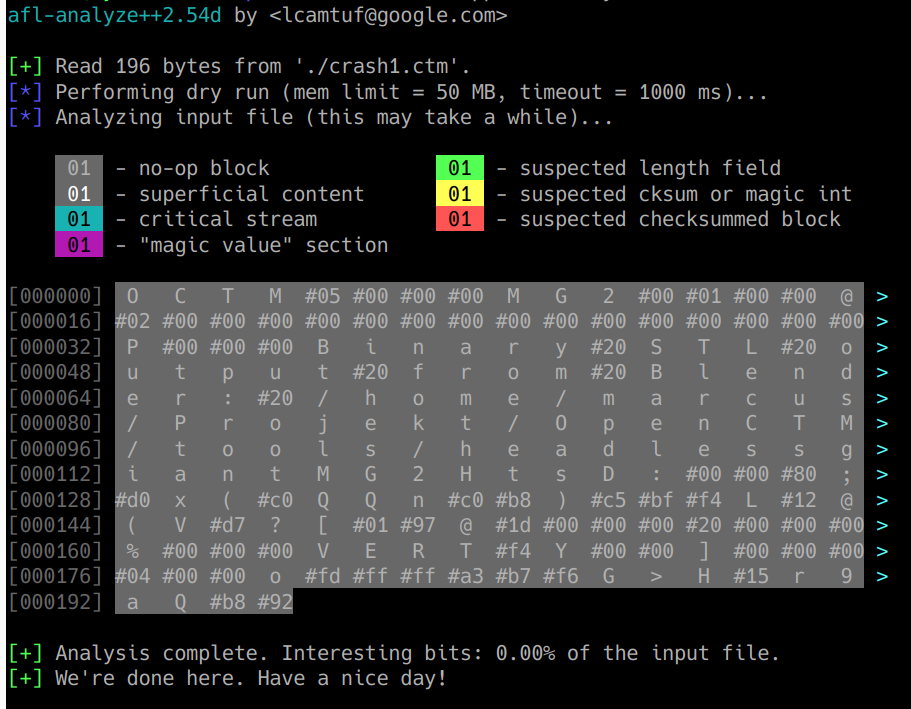 afl-analyze++2.54d by <lcamtuf@google.com>
[+] Read 196 bytes from './crash1.ctm'.
[*] Performing dry run (mem limit = 50 MB, timeout = 1000 ms)...
[*] Analyzing input file (this may take a while)...
01 - no-op block 01 - suspected length field
01 - superficial content 01 - suspected cksum or magic int
01 - critical stream 01 - suspected checksummed block
01 - "magic value" section
[000000] O C T M #05 #00 #00 #00 M G 2 #00 #01 #00 #00 @ >
[000016] #02 #00 #00 #00 #00 #00 #00 #00 #00 #00 #00 #00 #00 #00 #00 #00 >
[000032] P #00 #00 #00 B i n a r y #20 S T L #20 o >
[000048] u t p u t #20 f r o m #20 B l e n d >
[000064] e r : #20 / h o m e / m a r c u s >
[000080] / P r o j e k t / O p e n C T M >
[000096] / t o o l s / h e a d l e s s g >
[000112] i a n t M G 2 H t s D : #00 #00 #80 ; >
[000128] #d0 x ( #c0 Q Q n #c0 #b8 ) #c5 #bf #f4 L #12 @ >
[000144] ( V #d7 ? [ #01 #97 @ #1d #00 #00 #00 #20 #00 #00 #00 >
[000160] % #00 #00 #00 V E R T #f4 Y #00 #00 ] #00 #00 #00 >
[000176] #04 #00 #00 o #fd #ff #ff #a3 #b7 #f6 G > H #15 r 9 >
[000192] a Q #b8 #92
[+] Analysis complete. Interesting bits: 0.00% of the input file.
[+] We're done here. Have a nice day!